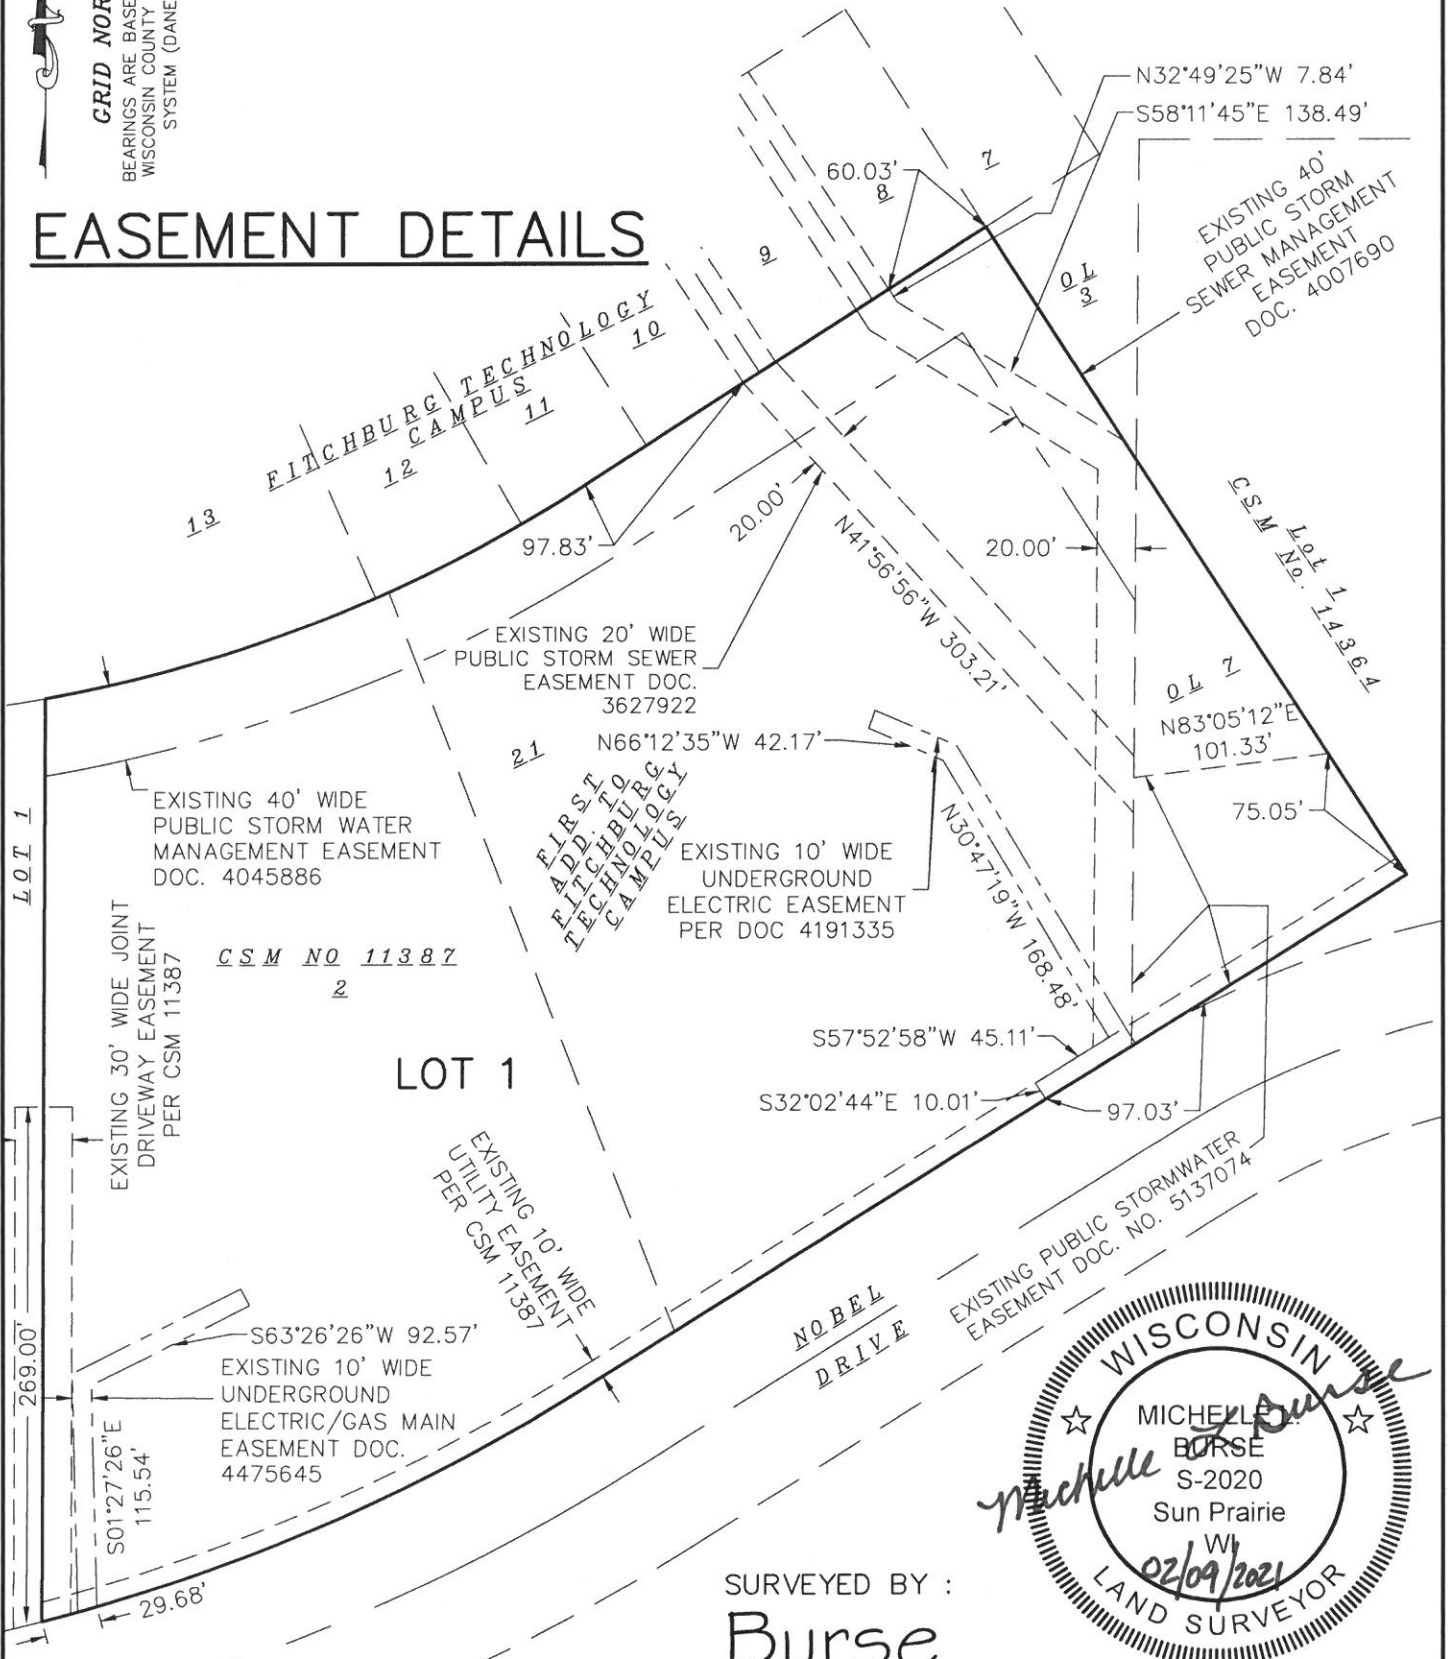 GRID NOR
BEARINGS ARE BASE
WISCONSIN COUNTY
SYSTEM (DANE
EASEMENT DETAILS
N32°49'25"W 7.84'
S58°11'45"E 138.49'
60.03'
7
8
9
10
11
12
13
FITCHBURG TECHNOLOGY
CAMPUS
OL
3
EXISTING 40'
PUBLIC STORM
SEWER MANAGEMENT
EASEMENT
DOC. 4007690
97.83'
20.00'
N41°56'56"W 303.21'
20.00'
Lot 1
CSM No. 14364
EXISTING 20' WIDE
PUBLIC STORM SEWER
EASEMENT DOC.
3627922
OL 7
N83°05'12"E
101.33'
75.05'
21
N66°12'35"W 42.17'
FIRST
ADD. TO
FITCHBURG
TECHNOLOGY
CAMPUS
EXISTING 40' WIDE
PUBLIC STORM WATER
MANAGEMENT EASEMENT
DOC. 4045886
LOT 1
EXISTING 10' WIDE
UNDERGROUND
ELECTRIC EASEMENT
PER DOC 4191335
N30°47'19"W 168.48'
EXISTING 30' WIDE JOINT
DRIVEWAY EASEMENT
PER CSM 11387
CSM NO 11387
2
LOT 1
S57°52'58"W 45.11'
S32°02'44"E 10.01'
97.03'
EXISTING 10' WIDE
UTILITY EASEMENT
PER CSM 11387
EXISTING PUBLIC STORMWATER
EASEMENT DOC. NO. 5137074
NOBEL
DRIVE
269.00'
S63°26'26"W 92.57'
EXISTING 10' WIDE
UNDERGROUND
ELECTRIC/GAS MAIN
EASEMENT DOC.
4475645
S01°27'26"E
115.54'
29.68'
WISCONSIN
MICHELLE L.
BURSE
S-2020
Sun Prairie
WI
LAND SURVEYOR
Michelle L Burse
02/09/2021
SURVEYED BY :
Burse